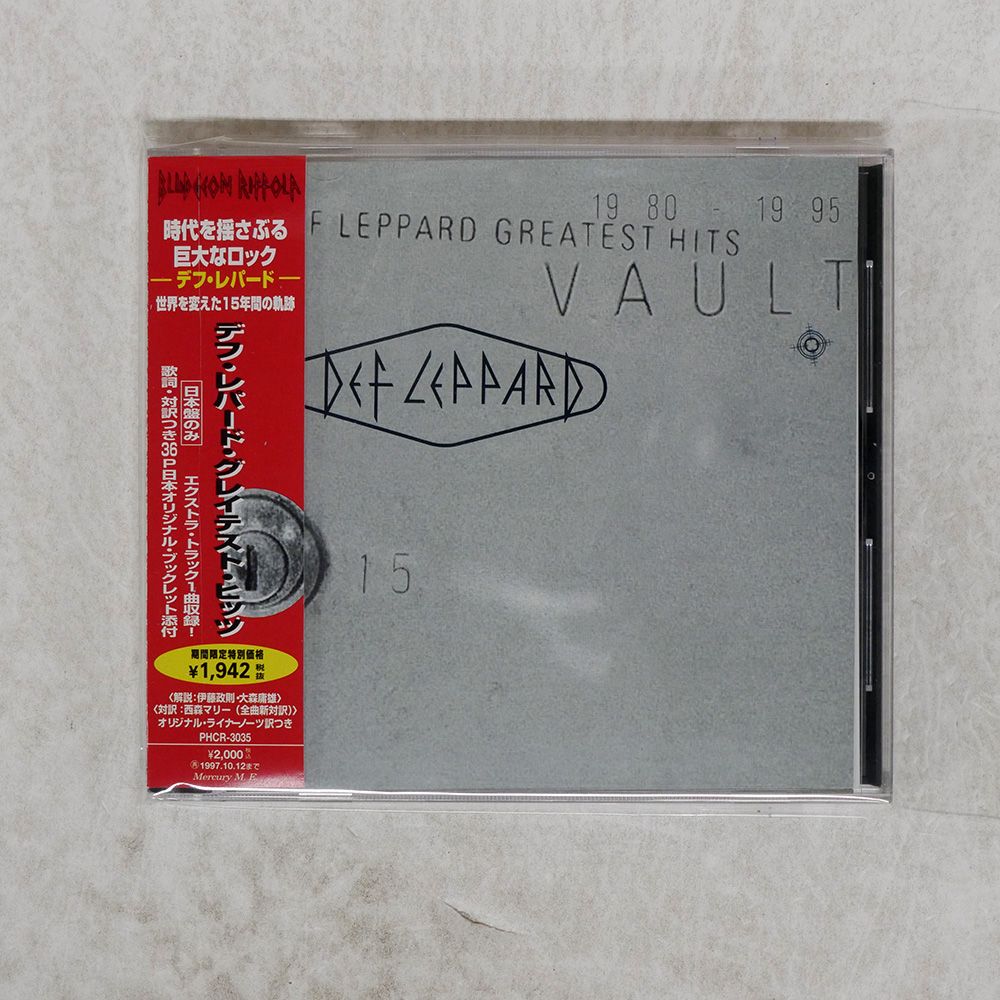 時代を揺さぶる
巨大なロック
デフ・レパード
世界を変えた15年間の軌跡
デフ・レパード・グレイテスト・ヒッツ
日本盤のみ エクストラ・トラック1曲収録!
歌詞・対訳つき36P日本オリジナル・ブックレット添付
期間限定特別価格
¥1,942 税抜
〈解説:伊藤政則・大森庸雄〉
〈対訳:西森マリー(全曲新対訳)〉
オリジナル・ライナーノーツ訳つき
PHCR-3035
¥2,000 税込
再 1997.10.12まで
Mercury M. E.
19 80 - 19 95
F LEPPARD GREATEST HITS
VAULT
DEF LEPPARD
15